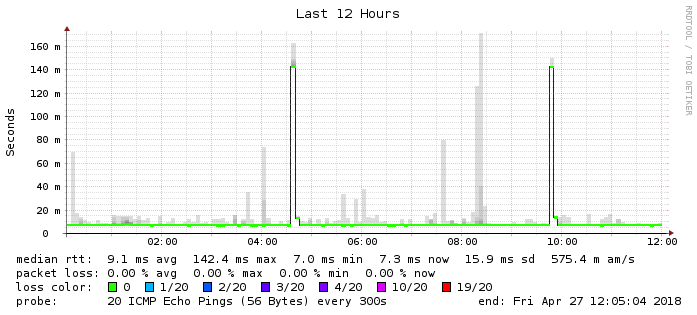 Last 12 Hours
RRDTOOL / TOBI OETIKER
Seconds
160 m
140 m
120 m
100 m
80 m
60 m
40 m
20 m
0
02:00 04:00 06:00 08:00 10:00 12:00
median rtt: 9.1 ms avg 142.4 ms max 7.0 ms min 7.3 ms now 15.9 ms sd 575.4 m am/s
packet loss: 0.00 % avg 0.00 % max 0.00 % min 0.00 % now
loss color: 0 1/20 2/20 3/20 4/20 10/20 19/20
probe: 20 ICMP Echo Pings (56 Bytes) every 300s end: Fri Apr 27 12:05:04 2018